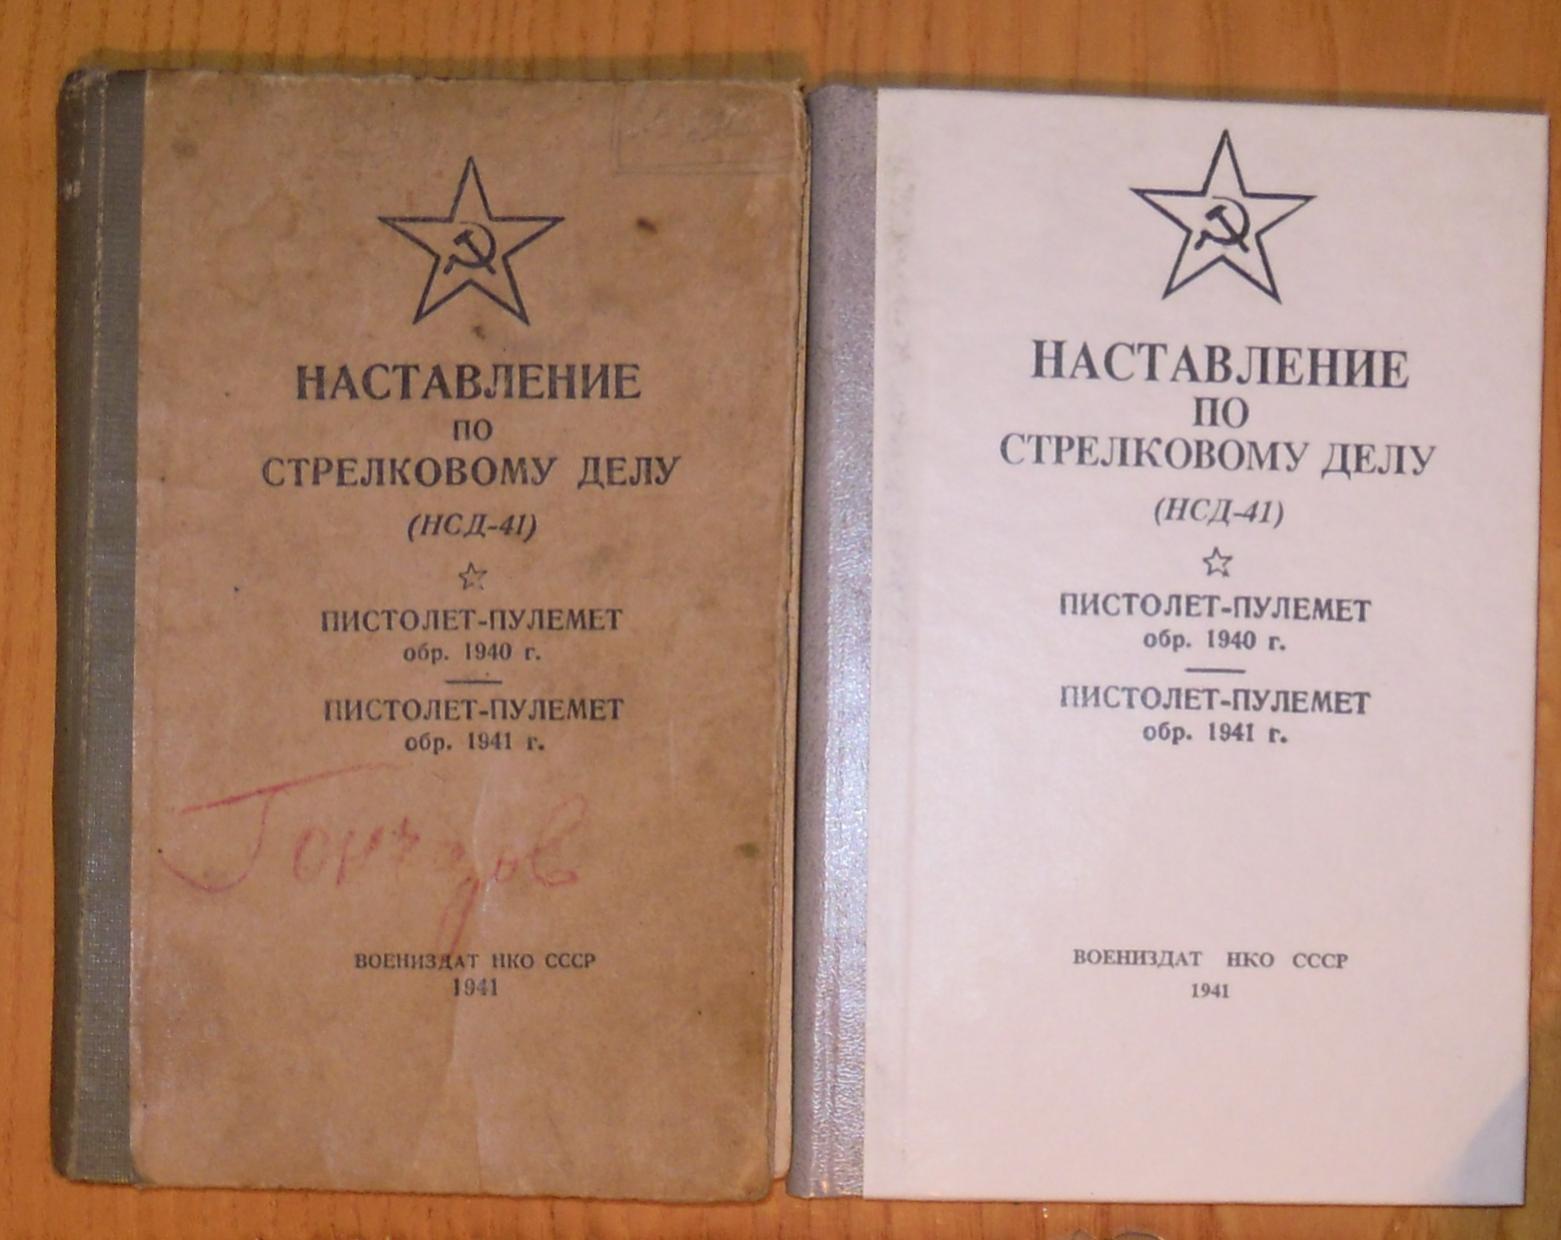 НАСТАВЛЕНИЕ
ПО
СТРЕЛКОВОМУ ДЕЛУ
(НСД-41)
ПИСТОЛЕТ-ПУЛЕМЕТ
обр. 1940 г.
ПИСТОЛЕТ-ПУЛЕМЕТ
обр. 1941 г.
ВОЕНИЗДАТ НКО СССР
1941
НАСТАВЛЕНИЕ
ПО
СТРЕЛКОВОМУ ДЕЛУ
(НСД-41)
ПИСТОЛЕТ-ПУЛЕМЕТ
обр. 1940 г.
ПИСТОЛЕТ-ПУЛЕМЕТ
обр. 1941 г.
ВОЕНИЗДАТ НКО СССР
1941